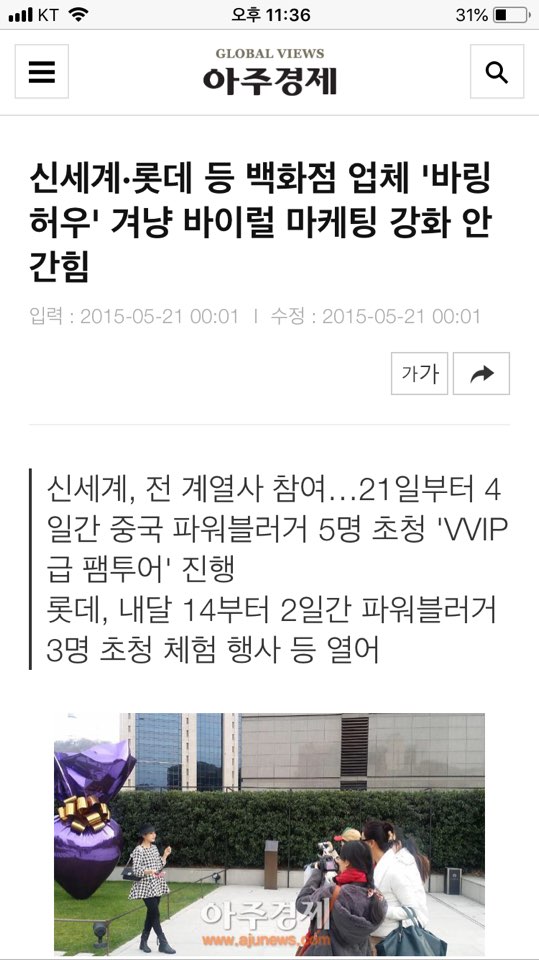 KT 오후 11:36 31%
GLOBAL VIEWS
아주경제
신세계·롯데 등 백화점 업체 '바링
허우' 겨냥 바이럴 마케팅 강화 안
간힘
입력 : 2015-05-21 00:01 ㅣ 수정 : 2015-05-21 00:01
가가
신세계, 전 계열사 참여…21일부터 4
일간 중국 파워블러거 5명 초청 'VVIP
급 팸투어' 진행
롯데, 내달 14부터 2일간 파워블러거
3명 초청 체험 행사 등 열어
아주경제
www.ajunews.com